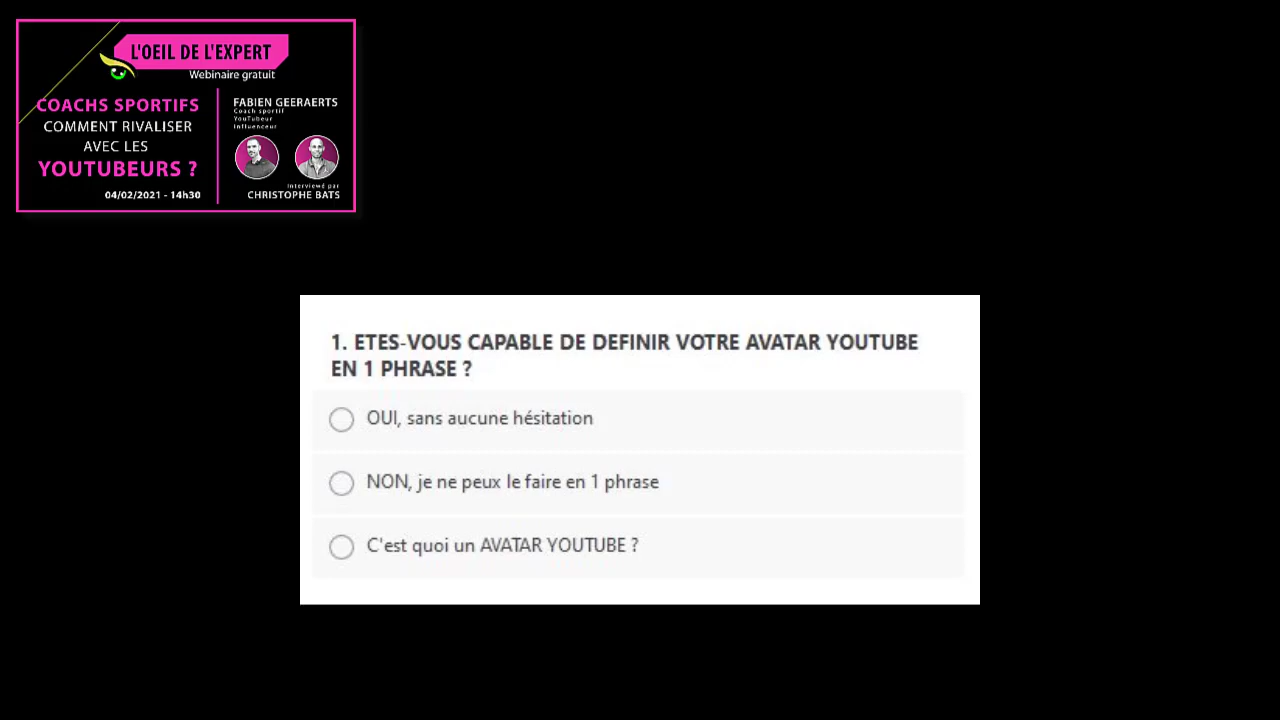 L'OEIL DE L'EXPERT
Webinaire gratuit
COACHS SPORTIFS
COMMENT RIVALISER
AVEC LES
YOUTUBEURS ?
04/02/2021 - 14h30
FABIEN GEERAERTS
Coach sportif
YouTubeur
Influenceur
interviewé par
CHRISTOPHE BATS
1. ETES-VOUS CAPABLE DE DEFINIR VOTRE AVATAR YOUTUBE
EN 1 PHRASE ?
OUI, sans aucune hésitation
NON, je ne peux le faire en 1 phrase
C'est quoi un AVATAR YOUTUBE ?